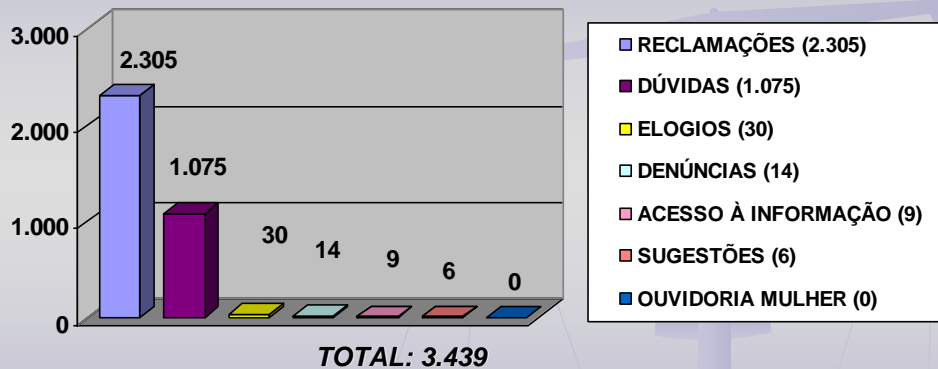 3.000
2.000
1.000
0
2.305
1.075
30
14
9
6
0
TOTAL: 3.439
RECLAMAÇÕES (2.305)
DÚVIDAS (1.075)
ELOGIOS (30)
DENÚNCIAS (14)
ACESSO À INFORMAÇÃO (9)
SUGESTÕES (6)
OUVIDORIA MULHER (0)